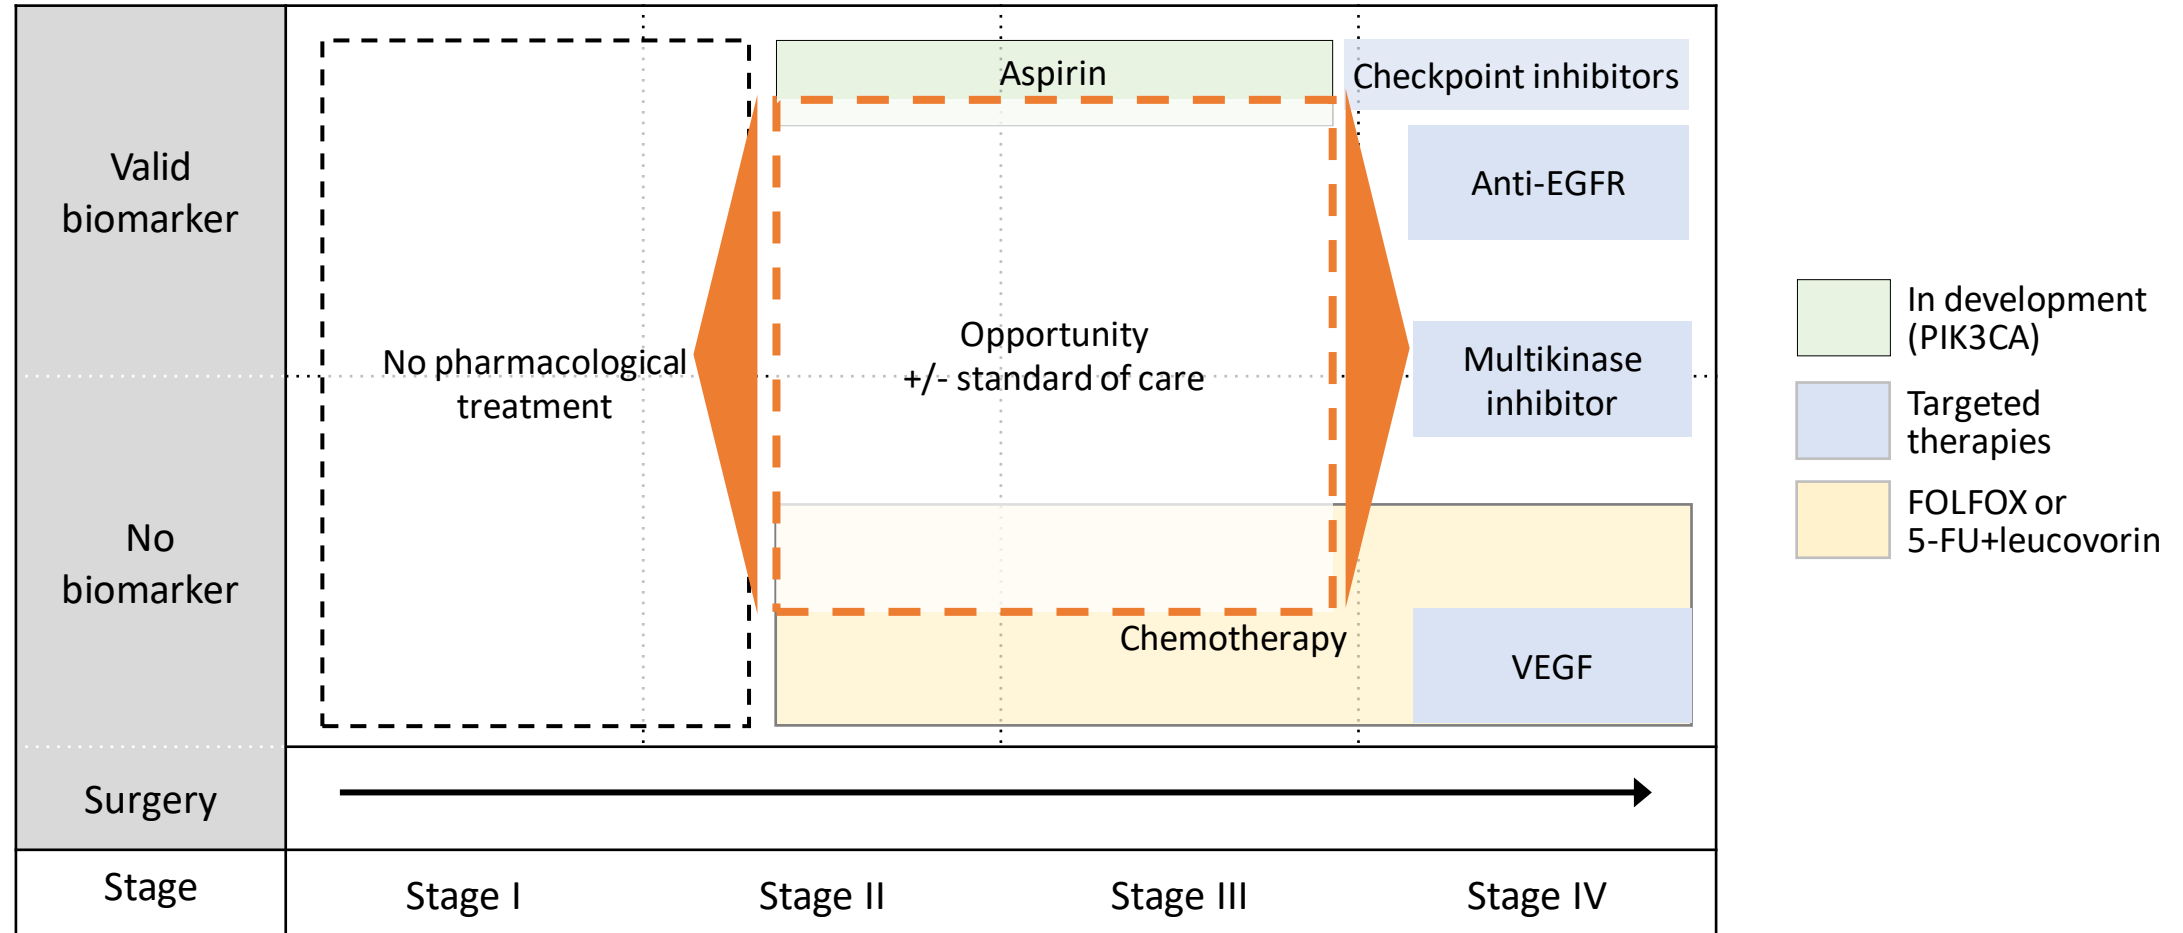 Valid
biomarker
Aspirin
Checkpoint inhibitors
Anti-EGFR
No pharmacological
treatment
Opportunity
+/- standard of care
Multikinase
inhibitor
No
biomarker
Chemotherapy
VEGF
Surgery
Stage
Stage I
Stage II
Stage III
Stage IV
In development
(PIK3CA)
Targeted
therapies
FOLFOX or
5-FU+leucovorin